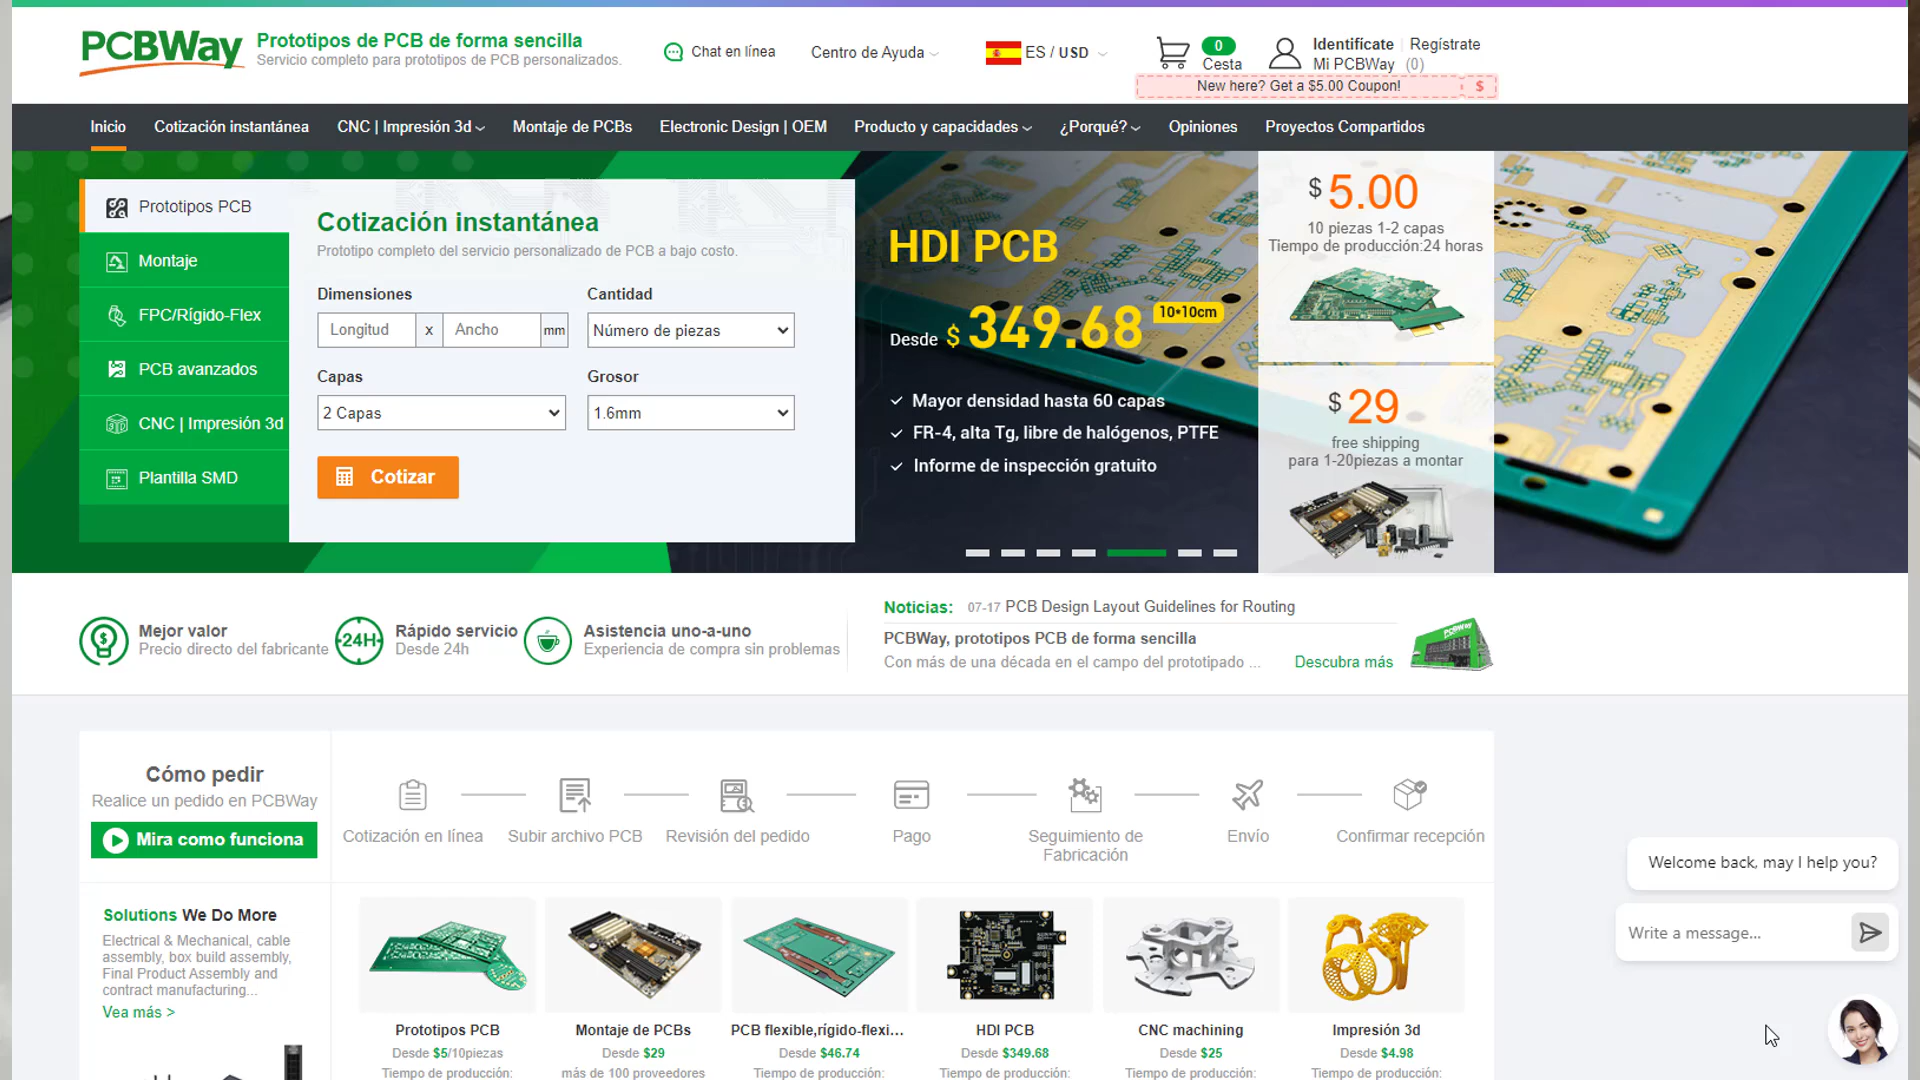 PCBWay
Prototipos de PCB de forma sencilla
Servicio completo para prototipos de PCB personalizados.
Chat en línea
Centro de Ayuda
ES / USD
0
Cesta
Identifícate | Regístrate
Mi PCBWay (0)
New here? Get a $5.00 Coupon!
$
Inicio
Cotización instantánea
CNC | Impresión 3d
Montaje de PCBs
Electronic Design | OEM
Producto y capacidades
¿Porqué?
Opiniones
Proyectos Compartidos
Prototipos PCB
Montaje
FPC/Rígido-Flex
PCB avanzados
CNC | Impresión 3d
Plantilla SMD
Cotización instantánea
Prototipo completo del servicio personalizado de PCB a bajo costo.
Dimensiones
Longitud x Ancho mm
Cantidad
Número de piezas
Capas
2 Capas
Grosor
1.6mm
Cotizar
HDI PCB
Desde $ 349.68 10*10cm
Mayor densidad hasta 60 capas
FR-4, alta Tg, libre de halógenos, PTFE
Informe de inspección gratuito
$ 5.00
10 piezas 1-2 capas
Tiempo de producción:24 horas
$ 29
free shipping
para 1-20piezas a montar
Mejor valor
Precio directo del fabricante
24H
Rápido servicio
Desde 24h
Asistencia uno-a-uno
Experiencia de compra sin problemas
Noticias: 07-17 PCB Design Layout Guidelines for Routing
PCBWay, prototipos PCB de forma sencilla
Con más de una década en el campo del prototipado ...
Descubra más
PCBWay
Cómo pedir
Realice un pedido en PCBWay
Mira como funciona
Cotización en línea
Subir archivo PCB
Revisión del pedido
Pago
Seguimiento de
Fabricación
Envío
Confirmar recepción
Solutions We Do More
Electrical & Mechanical, cable
assembly, box build assembly,
Final Product Assembly and
contract manufacturing...
Vea más >
Prototipos PCB
Desde $5/10piezas
Tiempo de producción:
Montaje de PCBs
Desde $29
más de 100 proveedores
PCB flexible,rígido-flexi...
Desde $46.74
Tiempo de producción:
HDI PCB
Desde $349.68
Tiempo de producción:
CNC machining
Desde $25
Tiempo de producción:
Impresión 3d
Desde $4.98
Tiempo de producción:
Welcome back, may I help you?
Write a message...